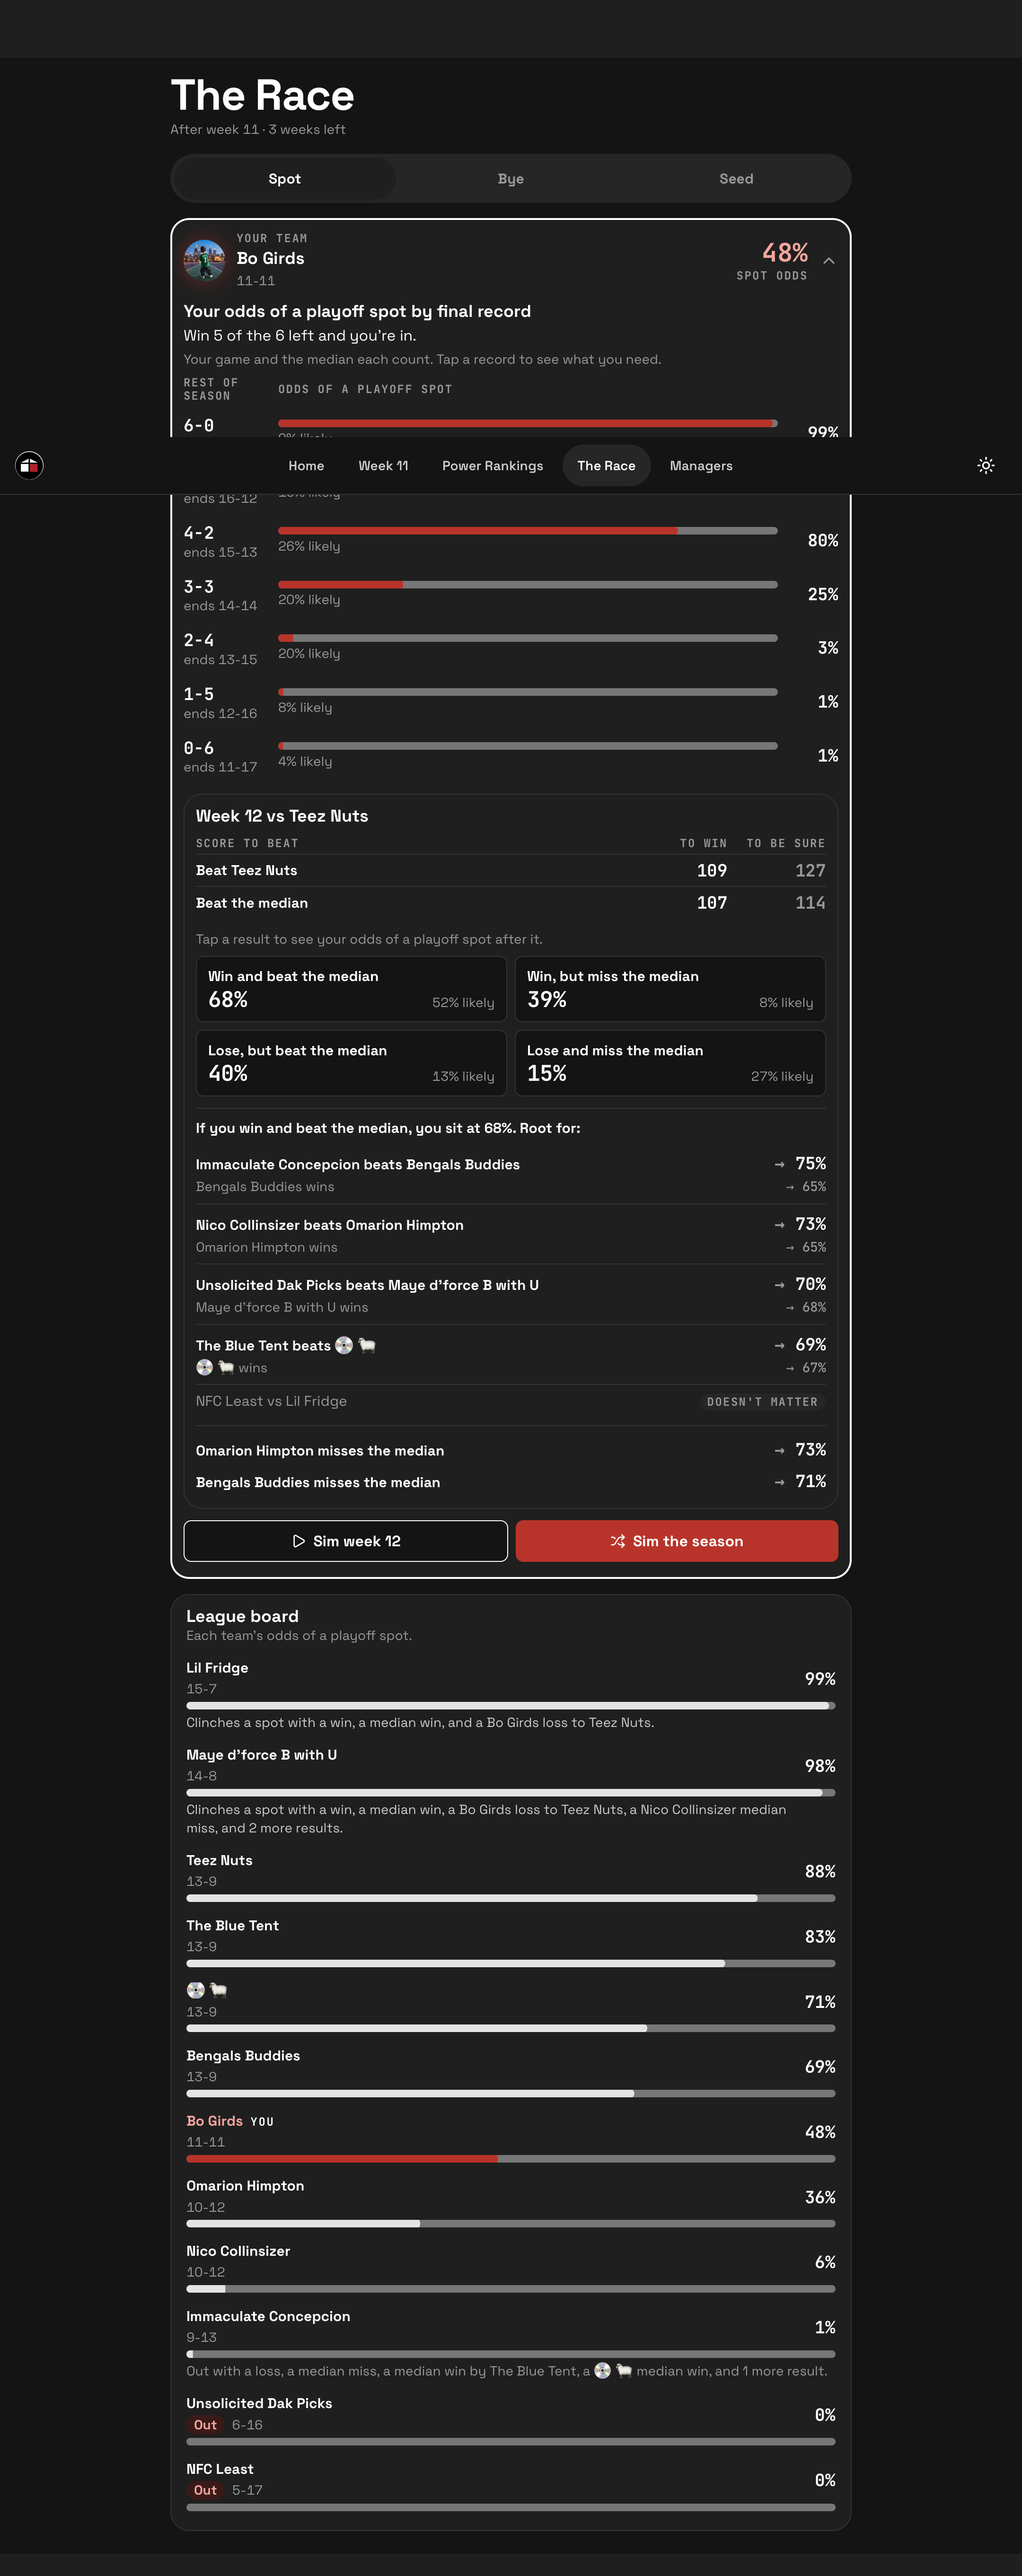 The Race
After week 11 · 3 weeks left
Spot
Bye
Seed
YOUR TEAM
Bo Girds
11-11
48%
SPOT ODDS
Your odds of a playoff spot by final record
Win 5 of the 6 left and you're in.
Your game and the median each count. Tap a record to see what you need.
REST OF
SEASON
ODDS OF A PLAYOFF SPOT
6-0
99%
Home
Week 11
Power Rankings
The Race
Managers
ends 16-12
4-2
ends 15-13
26% likely
80%
3-3
ends 14-14
20% likely
25%
2-4
ends 13-15
20% likely
3%
1-5
ends 12-16
8% likely
1%
0-6
ends 11-17
4% likely
1%
Week 12 vs Teez Nuts
SCORE TO BEAT
TO WIN
TO BE SURE
Beat Teez Nuts
109
127
Beat the median
107
114
Tap a result to see your odds of a playoff spot after it.
Win and beat the median
68%
52% likely
Win, but miss the median
39%
8% likely
Lose, but beat the median
40%
13% likely
Lose and miss the median
15%
27% likely
If you win and beat the median, you sit at 68%. Root for:
Immaculate Concepcion beats Bengals Buddies
→ 75%
Bengals Buddies wins
→ 65%
Nico Collinsizer beats Omarion Himpton
→ 73%
Omarion Himpton wins
→ 65%
Unsolicited Dak Picks beats Maye d'force B with U
→ 70%
Maye d'force B with U wins
→ 68%
The Blue Tent beats 💿 🐑
→ 69%
💿 🐑 wins
→ 67%
NFC Least vs Lil Fridge
DOESN'T MATTER
Omarion Himpton misses the median
→ 73%
Bengals Buddies misses the median
→ 71%
Sim week 12
Sim the season
League board
Each team's odds of a playoff spot.
Lil Fridge
15-7
99%
Clinches a spot with a win, a median win, and a Bo Girds loss to Teez Nuts.
Maye d'force B with U
14-8
98%
Clinches a spot with a win, a median win, a Bo Girds loss to Teez Nuts, a Nico Collinsizer median
miss, and 2 more results.
Teez Nuts
13-9
88%
The Blue Tent
13-9
83%
💿 🐑
13-9
71%
Bengals Buddies
13-9
69%
Bo Girds YOU
11-11
48%
Omarion Himpton
10-12
36%
Nico Collinsizer
10-12
6%
Immaculate Concepcion
9-13
1%
Out with a loss, a median miss, a median win by The Blue Tent, a 💿 🐑 median win, and 1 more result.
Unsolicited Dak Picks
Out 6-16
0%
NFC Least
Out 5-17
0%